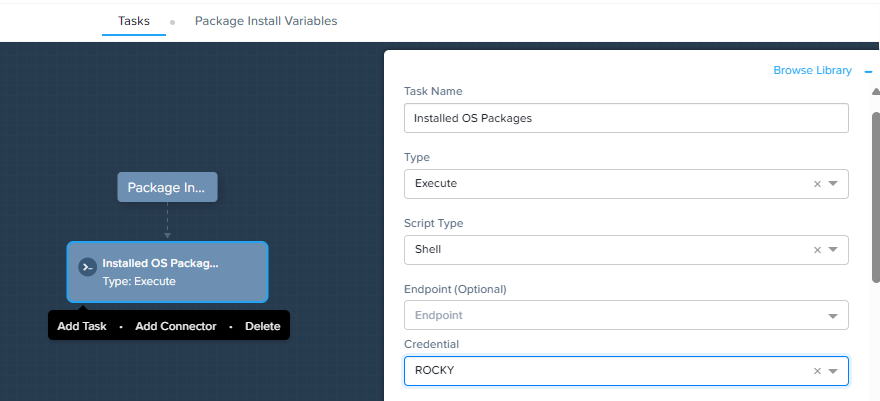 Tasks
Package Install Variables
Browse Library
Task Name
Installed OS Packages
Type
Execute
Script Type
Shell
Endpoint (Optional)
Endpoint
Credential
ROCKY
Package In...
Installed OS Packag...
Type: Execute
Add Task • Add Connector • Delete